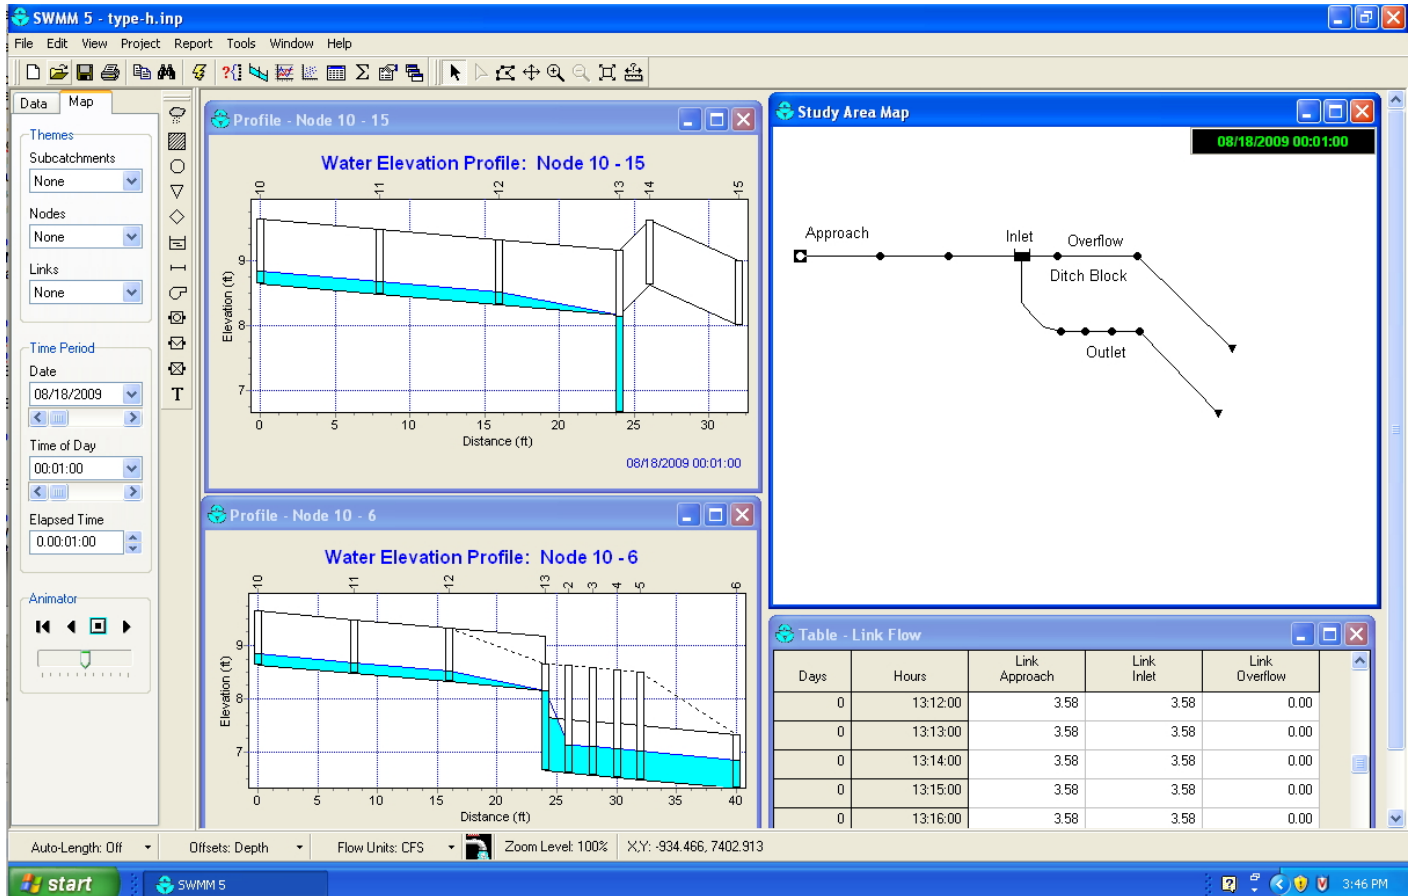 SWMM 5 - type-h.inp
File Edit View Project Report Tools Window Help
Data Map
Themes
Subcatchments
None
Nodes
None
Links
None
Time Period
Date
08/18/2009
Time of Day
00:01:00
Elapsed Time
0.00:01:00
Animator
T
Profile - Node 10 - 15
Water Elevation Profile: Node 10 - 15
10 11 12 13 14 15
Elevation (ft)
9
8
7
0 5 10 15 20 25 30
Distance (ft)
08/18/2009 00:01:00
Profile - Node 10 - 6
Water Elevation Profile: Node 10 - 6
10 11 12 13 2 3 4 5 6
Elevation (ft)
9
8
7
0 5 10 15 20 25 30 35 40
Distance (ft)
Study Area Map
08/18/2009 00:01:00
Approach
Inlet
Overflow
Ditch Block
Outlet
Table - Link Flow
Days Hours Link Approach Link Inlet Link Overflow
0 13:12:00 3.58 3.58 0.00
0 13:13:00 3.58 3.58 0.00
0 13:14:00 3.58 3.58 0.00
0 13:15:00 3.58 3.58 0.00
0 13:16:00 3.58 3.58 0.00
Auto-Length: Off Offsets: Depth Flow Units: CFS Zoom Level: 100% X,Y: -934.466, 7402.913
start SWMM 5 3:46 PM